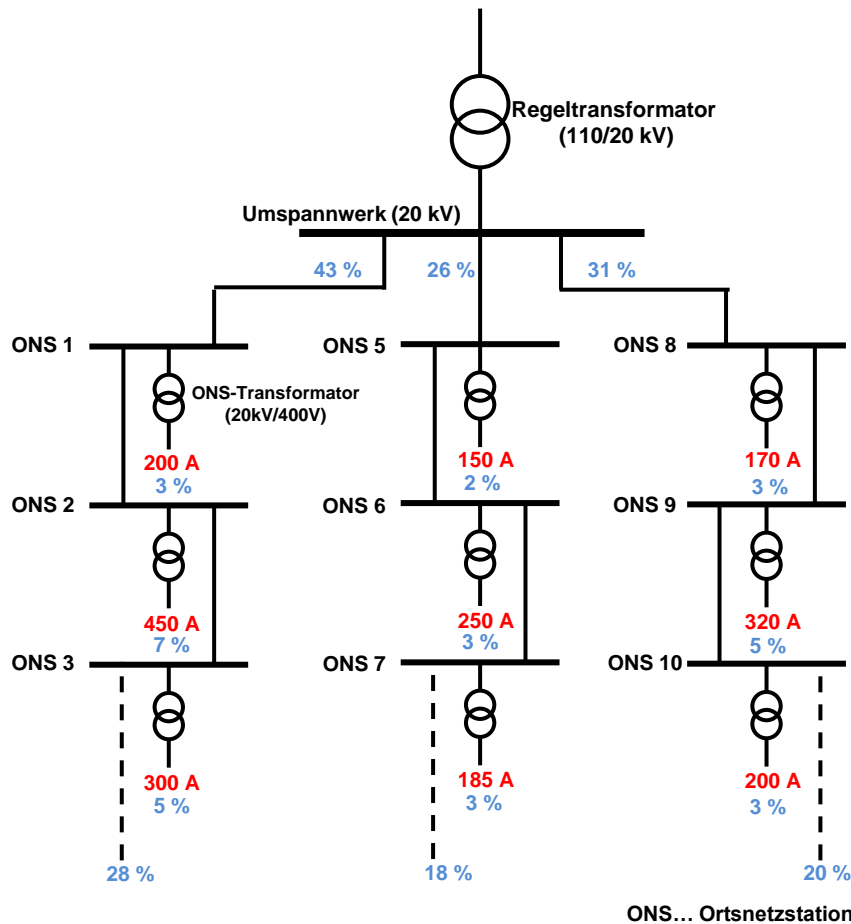 Regeltransformator
(110/20 kV)
Umspannwerk (20 kV)
43 %
26 %
31 %
ONS 1
ONS 5
ONS 8
ONS-Transformator
(20kV/400V)
200 A
3 %
150 A
2 %
170 A
3 %
ONS 2
ONS 6
ONS 9
450 A
7 %
250 A
3 %
320 A
5 %
ONS 3
ONS 7
ONS 10
300 A
5 %
185 A
3 %
200 A
3 %
28 %
18 %
20 %
ONS... Ortsnetzstation